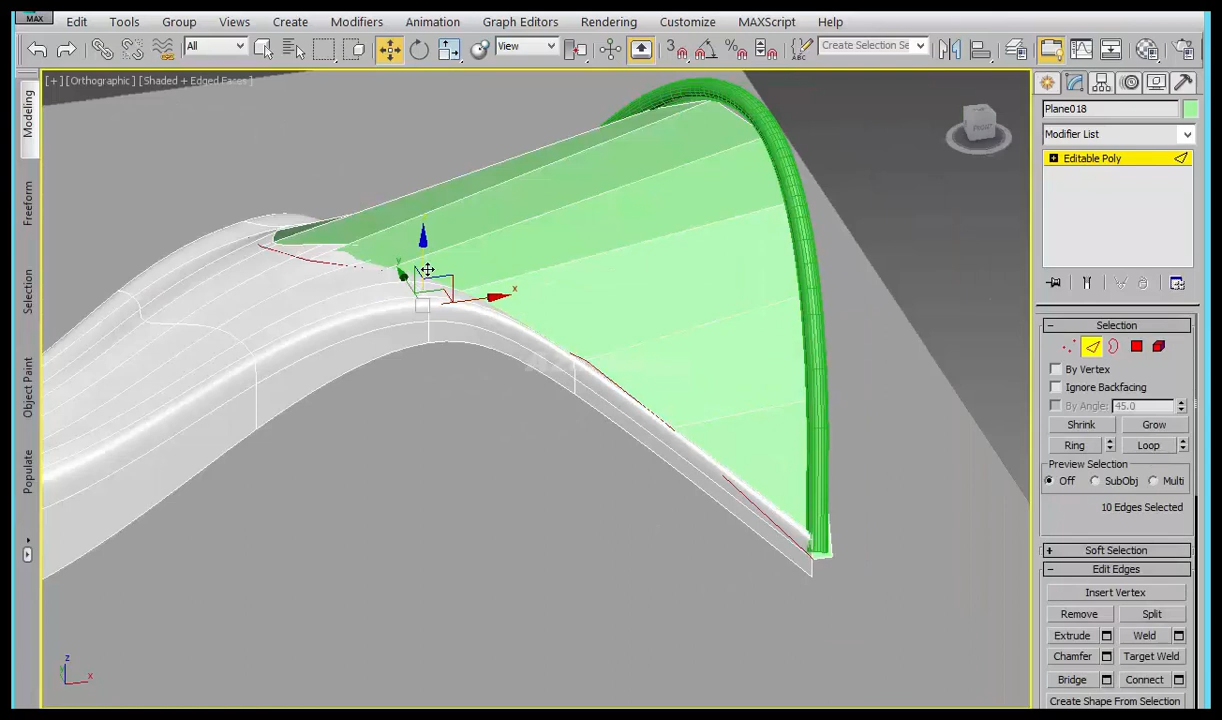 MAX
Edit Tools Group Views Create Modifiers Animation Graph Editors Rendering Customize MAXScript Help
All View ABC Create Selection Se
[+] [Orthographic] [Shaded + Edged Faces]
Modeling
Freeform
Selection
Object Paint
Populate
FRONT
x
y
z
x
Plane018
Modifier List
Editable Poly
Selection
By Vertex
Ignore Backfacing
By Angle: 45.0
Shrink Grow
Ring Loop
Preview Selection
Off SubObj Multi
10 Edges Selected
Soft Selection
Edit Edges
Insert Vertex
Remove Split
Extrude Weld
Chamfer Target Weld
Bridge Connect
Create Shape From Selection